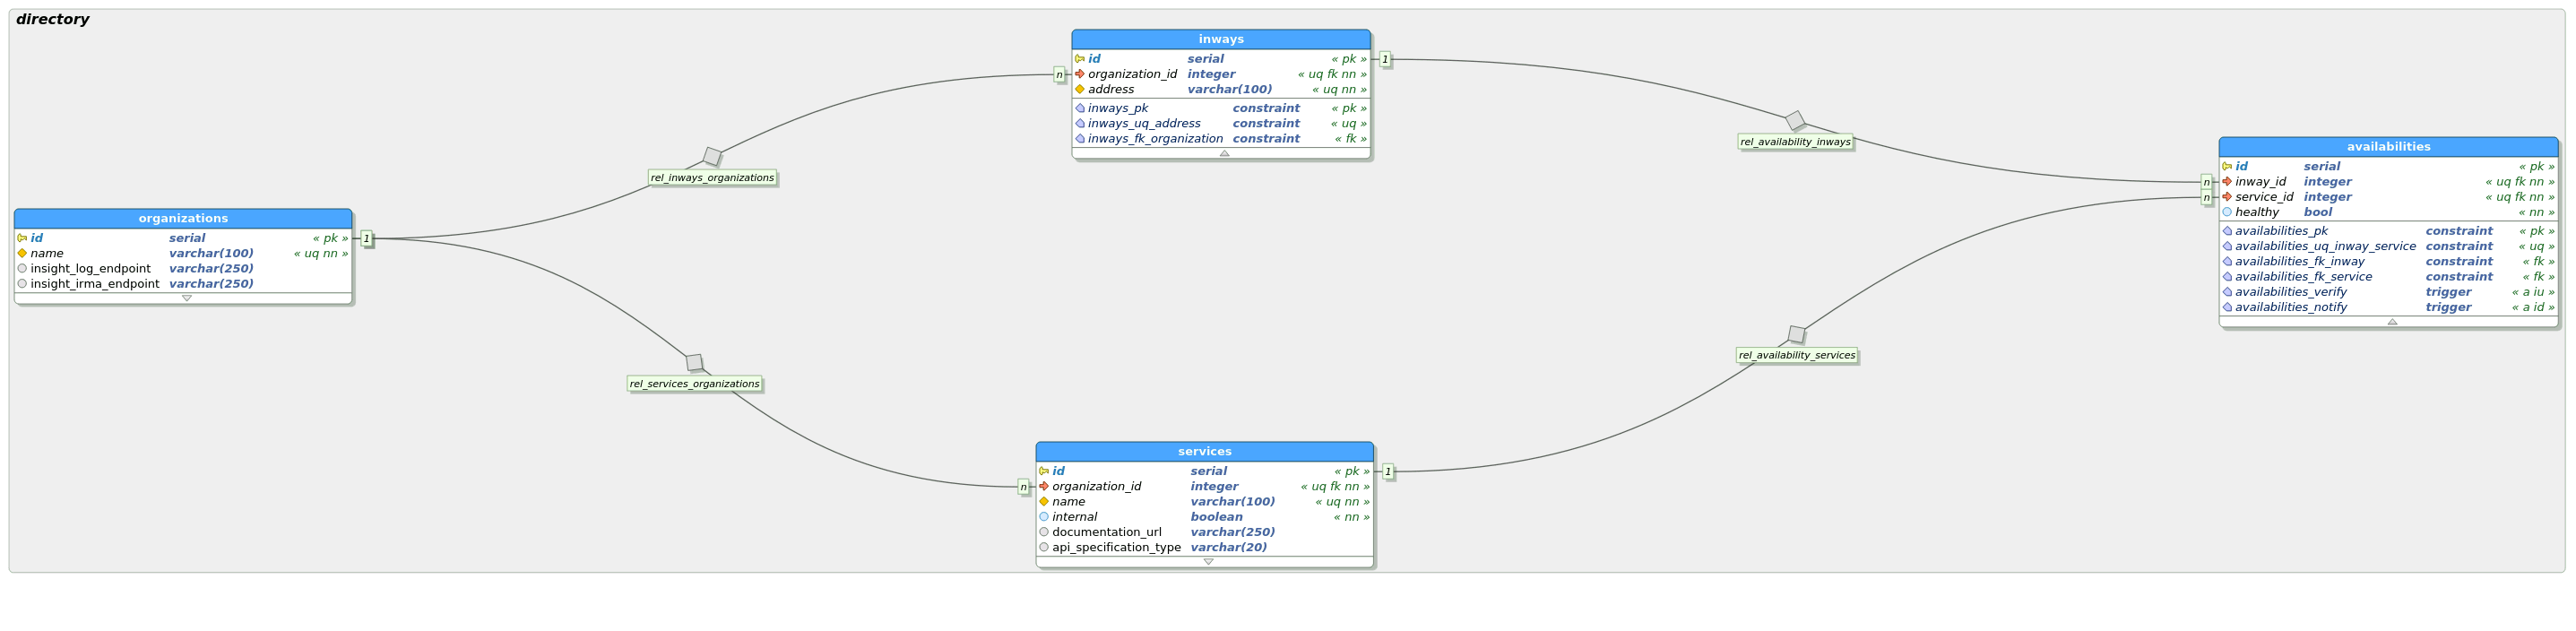 directory
inways
id serial « pk »
organization_id integer « uq fk nn »
address varchar(100) « uq nn »
inways_pk constraint « pk »
inways_uq_address constraint « uq »
inways_fk_organization constraint « fk »
n
1
rel_inways_organizations
rel_availability_inways
organizations
id serial « pk »
name varchar(100) « uq nn »
insight_log_endpoint varchar(250)
insight_irma_endpoint varchar(250)
1
availabilities
id serial « pk »
inway_id integer « uq fk nn »
service_id integer « uq fk nn »
healthy bool « nn »
availabilities_pk constraint « pk »
availabilities_uq_inway_service constraint « uq »
availabilities_fk_inway constraint « fk »
availabilities_fk_service constraint « fk »
availabilities_verify trigger « a iu »
availabilities_notify trigger « a id »
n
n
rel_services_organizations
rel_availability_services
services
id serial « pk »
organization_id integer « uq fk nn »
name varchar(100) « uq nn »
internal boolean « nn »
documentation_url varchar(250)
api_specification_type varchar(20)
n
1